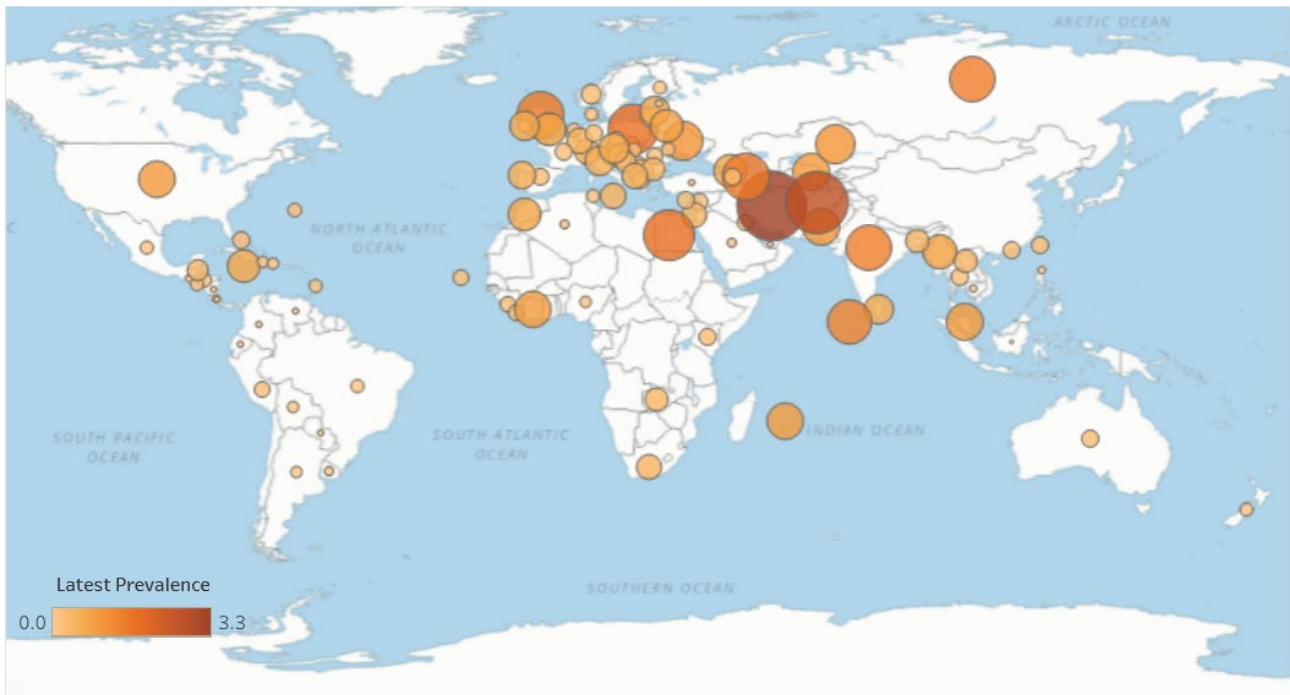 ARCTIC OCEAN
NORTH ATLANTIC
OCEAN
C
SOUTH PACIFIC
OCEAN
SOUTH ATLANTIC
OCEAN
INDIAN OCEAN
SOUTHERN OCEAN
Latest Prevalence
0.0
3.3